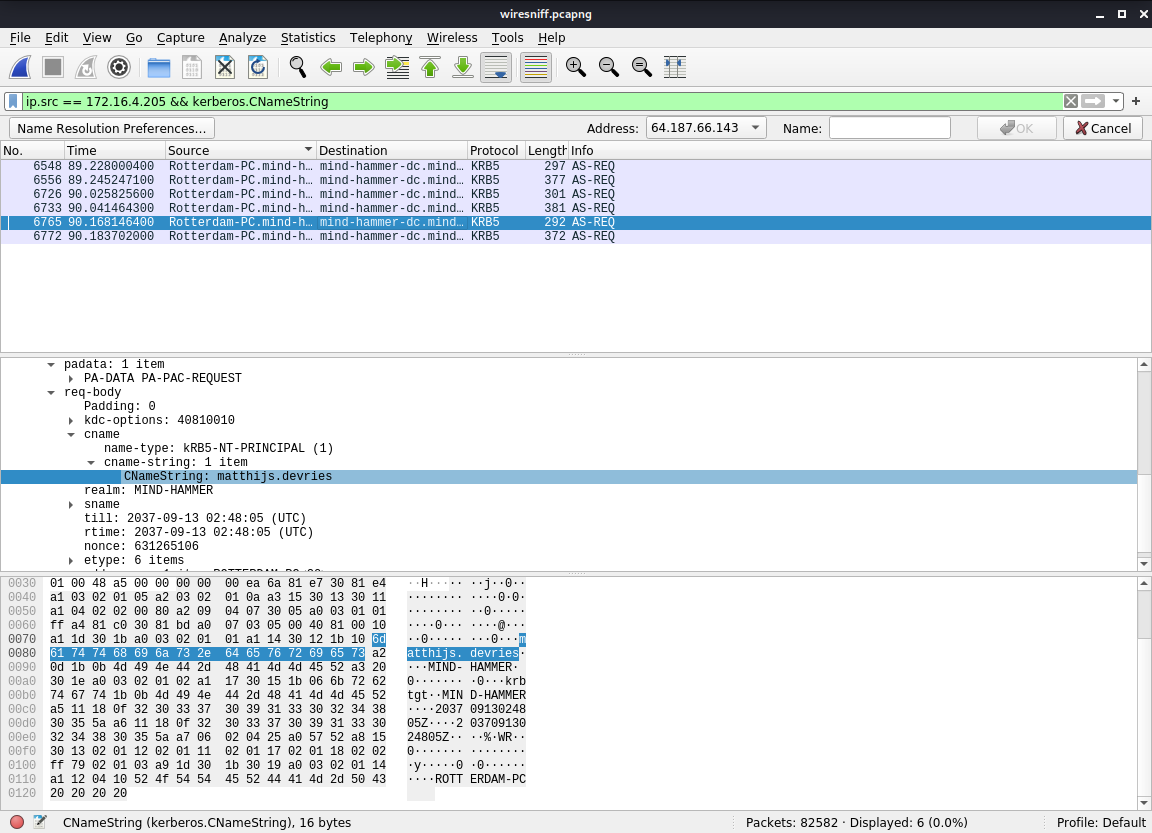 wiresniff.pcapng
File Edit View Go Capture Analyze Statistics Telephony Wireless Tools Help
ip.src == 172.16.4.205 && kerberos.CNameString
Name Resolution Preferences… Address: 64.187.66.143 Name: OK Cancel
No. Time Source Destination Protocol Length Info
6548 89.228000400 Rotterdam-PC.mind-h… mind-hammer-dc.mind… KRB5 297 AS-REQ
6556 89.245247100 Rotterdam-PC.mind-h… mind-hammer-dc.mind… KRB5 377 AS-REQ
6726 90.025825600 Rotterdam-PC.mind-h… mind-hammer-dc.mind… KRB5 301 AS-REQ
6733 90.041464300 Rotterdam-PC.mind-h… mind-hammer-dc.mind… KRB5 381 AS-REQ
6765 90.168146400 Rotterdam-PC.mind-h… mind-hammer-dc.mind… KRB5 292 AS-REQ
6772 90.183702000 Rotterdam-PC.mind-h… mind-hammer-dc.mind… KRB5 372 AS-REQ
padata: 1 item
PA-DATA PA-PAC-REQUEST
req-body
Padding: 0
kdc-options: 40810010
cname
name-type: kRB5-NT-PRINCIPAL (1)
cname-string: 1 item
CNameString: matthijs.devries
realm: MIND-HAMMER
sname
till: 2037-09-13 02:48:05 (UTC)
rtime: 2037-09-13 02:48:05 (UTC)
nonce: 631265106
etype: 6 items
0030 01 00 48 a5 00 00 00 00 00 ea 6a 81 e7 30 81 e4 ··H····· ··j··0··
0040 a1 03 02 01 05 a2 03 02 01 0a a3 15 30 13 30 11 ········ ····0·0·
0050 a1 04 02 02 00 80 a2 09 04 07 30 05 a0 03 01 01 ········ ··0·····
0060 ff a4 81 c0 30 81 bd a0 07 03 05 00 40 81 00 10 ····0··· ····@···
0070 a1 1d 30 1b a0 03 02 01 01 a1 14 30 12 1b 10 6d ··0····· ···0···m
0080 61 74 74 68 69 6a 73 2e 64 65 76 72 69 65 73 a2 atthijs. devries·
0090 0d 1b 0b 4d 49 4e 44 2d 48 41 4d 4d 45 52 a3 20 ···MIND- HAMMER· 
00a0 30 1e a0 03 02 01 02 a1 17 30 15 1b 06 6b 72 62 0······· ·0···krb
00b0 74 67 74 1b 0b 4d 49 4e 44 2d 48 41 4d 4d 45 52 tgt··MIN D-HAMMER
00c0 a5 11 18 0f 32 30 33 37 30 39 31 33 30 32 34 38 ····2037 09130248
00d0 30 35 5a a6 11 18 0f 32 30 33 37 30 39 31 33 30 05Z····2 03709130
00e0 32 34 38 30 35 5a a7 06 02 04 25 a0 57 52 a8 15 24805Z·· ··%·WR··
00f0 30 13 02 01 12 02 01 11 02 01 17 02 01 18 02 02 0······· ········
0100 ff 79 02 01 03 a9 1d 30 1b 30 19 a0 03 02 01 14 ·y·····0 ·0······
0110 a1 12 04 10 52 4f 54 54 45 52 44 41 4d 2d 50 43 ····ROTT ERDAM-PC
0120 20 20 20 20
CNameString (kerberos.CNameString), 16 bytes Packets: 82582 · Displayed: 6 (0.0%) Profile: Default